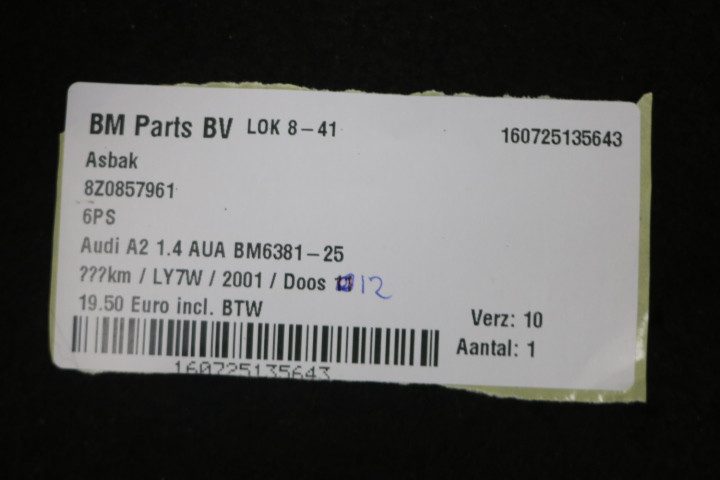 BM Parts BV LOK 8-41 160725135643
Asbak
8Z0857961
6PS
Audi A2 1.4 AUA BM6381-25
???km / LY7W / 2001 / Doos 12
19.50 Euro incl. BTW
Verz: 10
Aantal: 1
160725135643